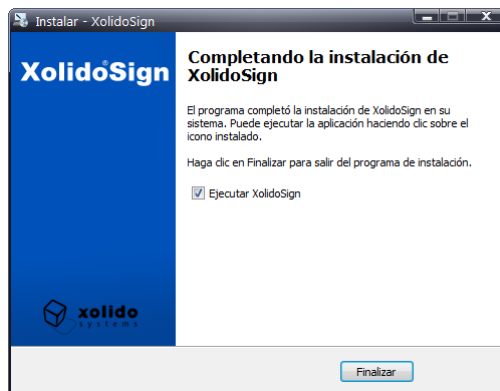 Instalar - XolidoSign
XolidoSign
Completando la instalación de
XolidoSign
El programa completó la instalación de XolidoSign en su
sistema. Puede ejecutar la aplicación haciendo clic sobre el
icono instalado.
Haga clic en Finalizar para salir del programa de instalación.
Ejecutar XolidoSign
xolido
systems
Finalizar